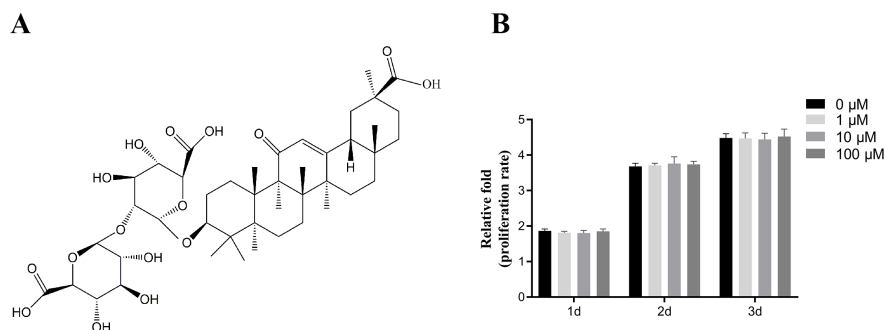 A
B
O
OH
O
OH
HO
HO
O
O
H
O
O
O
O
OH
OH
OH
O
HO
Relative fold
(proliferation rate)
5
4
3
2
1
0
1d
2d
3d
0 µM
1 µM
10 µM
100 µM